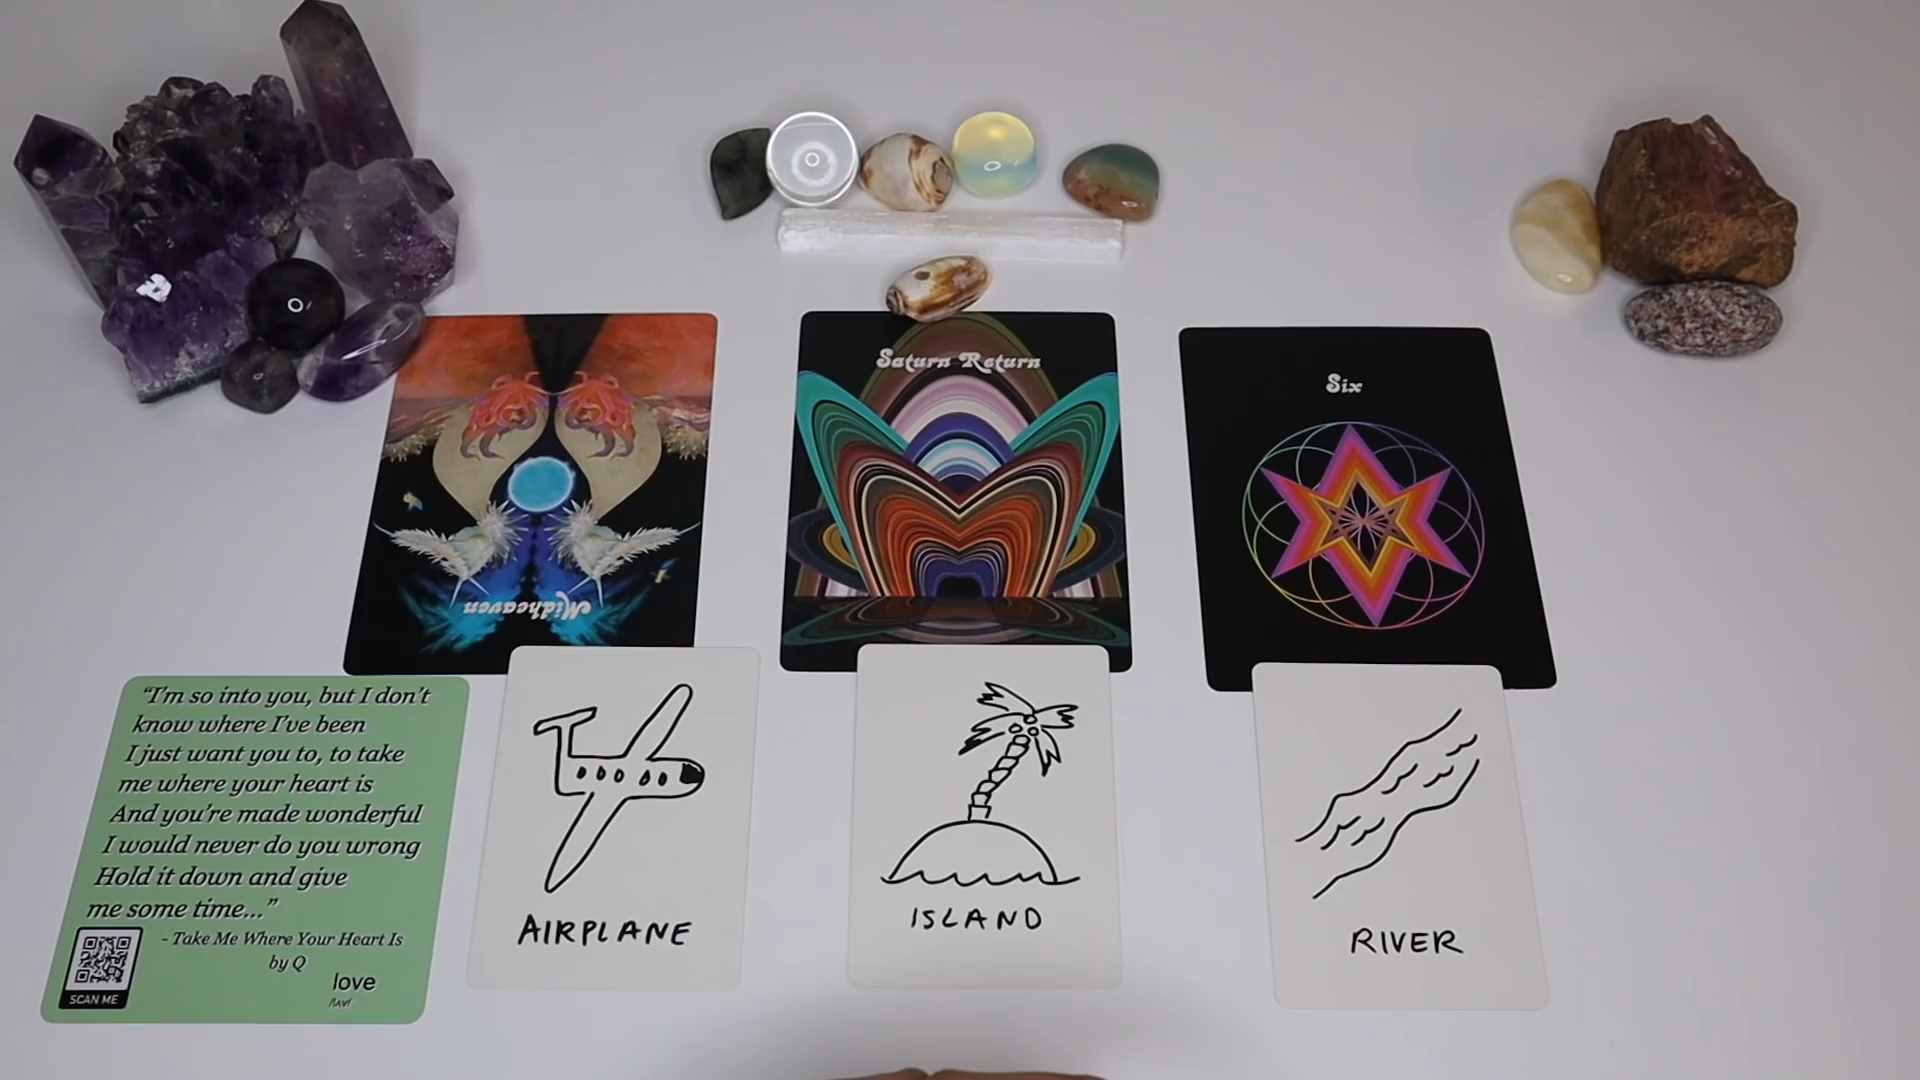 Saturn Return
Six
Midheaven
“I'm so into you, but I don't
know where I've been
I just want you to, to take
me where your heart is
And you're made wonderful
I would never do you wrong
Hold it down and give
me some time...”
- Take Me Where Your Heart Is
by Q
love
/lʌv/
SCAN ME
AIRPLANE
ISLAND
RIVER